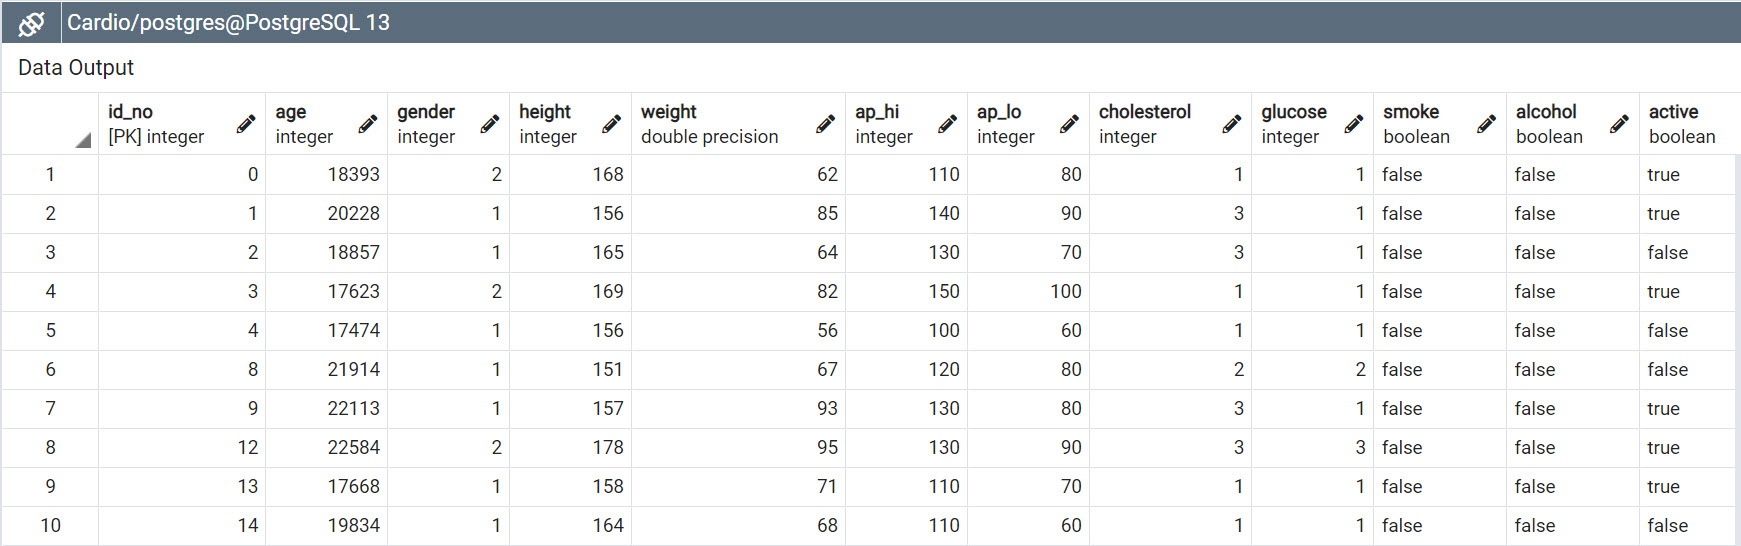 Cardio/postgres@PostgreSQL 13
Data Output
id_no age gender height weight ap_hi ap_lo cholesterol glucose smoke alcohol active
[PK] integer integer integer integer double precision integer integer integer integer boolean boolean boolean
1 0 18393 2 168 62 110 80 1 1 false false true
2 1 20228 1 156 85 140 90 3 1 false false true
3 2 18857 1 165 64 130 70 3 1 false false false
4 3 17623 2 169 82 150 100 1 1 false false true
5 4 17474 1 156 56 100 60 1 1 false false false
6 8 21914 1 151 67 120 80 2 2 false false false
7 9 22113 1 157 93 130 80 3 1 false false true
8 12 22584 2 178 95 130 90 3 3 false false true
9 13 17668 1 158 71 110 70 1 1 false false true
10 14 19834 1 164 68 110 60 1 1 false false false